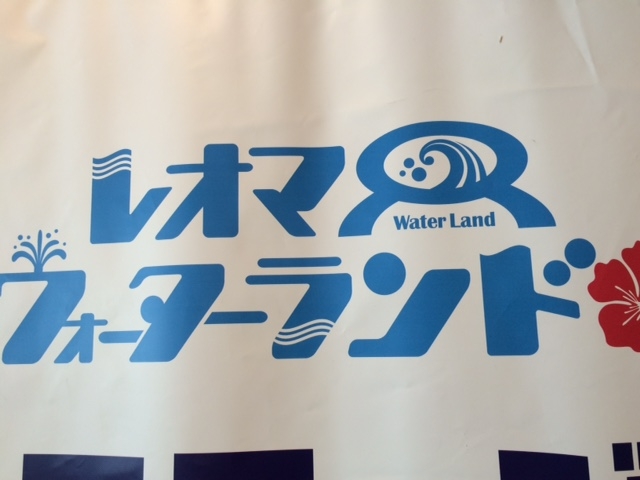 レオマ
Water Land
ウォーターランド